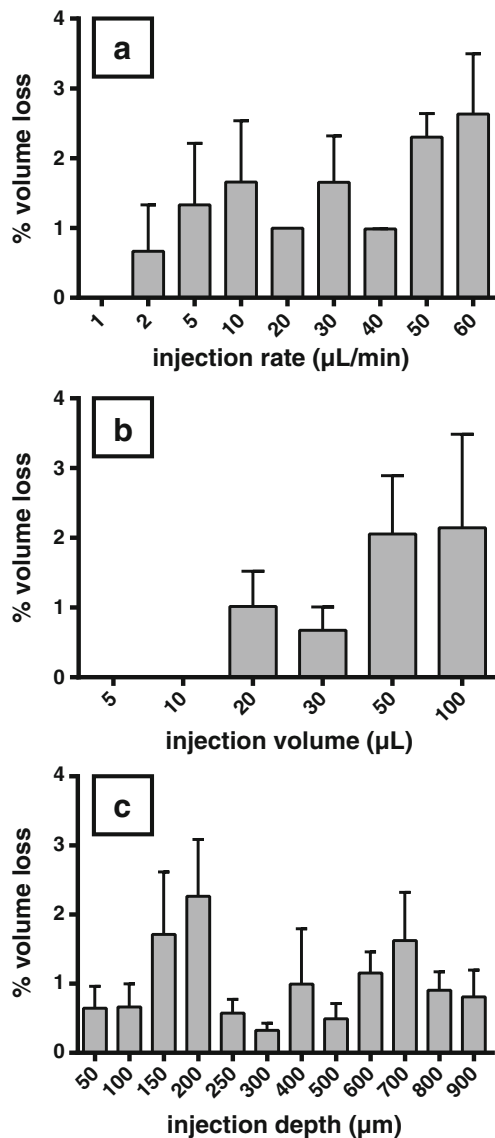 a
% volume loss
4
3
2
1
0
1 2 5 10 20 30 40 50 60
injection rate (µL/min)
b
% volume loss
4
3
2
1
0
5 10 20 30 50 100
injection volume (µL)
c
% volume loss
4
3
2
1
0
50 100 150 200 250 300 400 500 600 700 800 900
injection depth (µm)